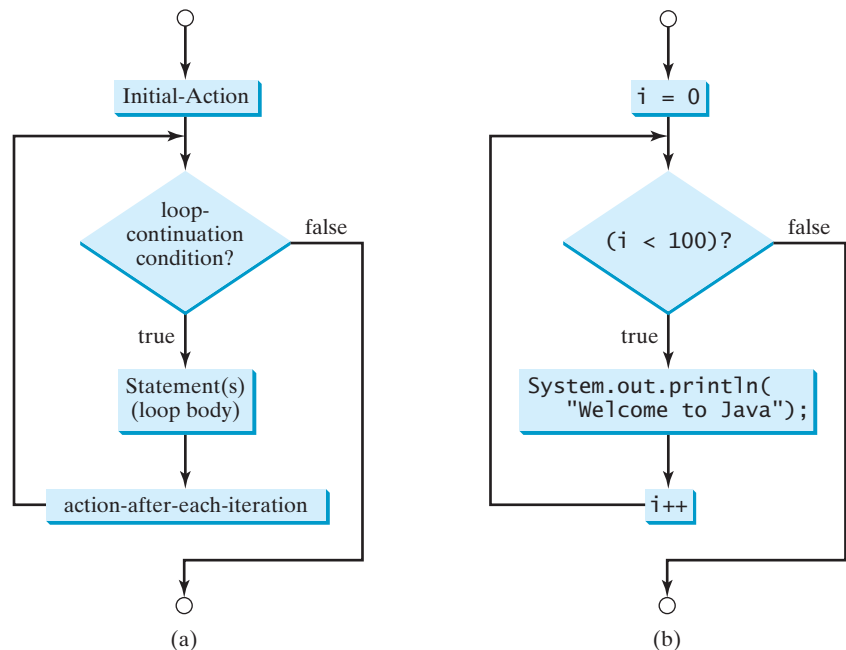 Initial-Action
loop-
continuation
condition?
false
true
Statement(s)
(loop body)
action-after-each-iteration
(a)
i = 0
(i < 100)?
false
true
System.out.println(
"Welcome to Java");
i++
(b)